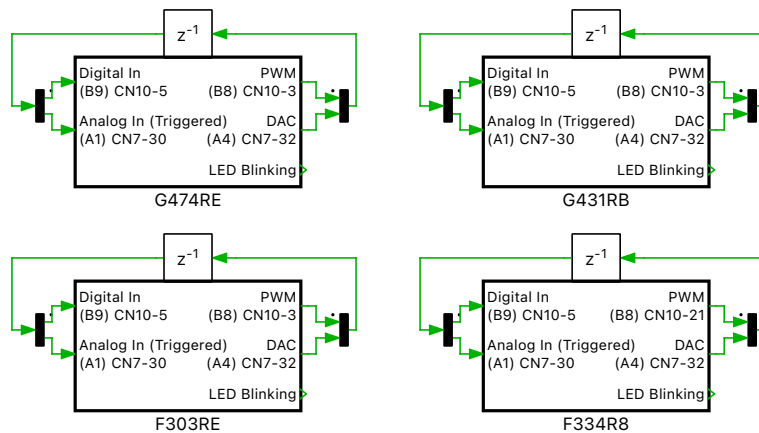 z-1
Digital In PWM
(B9) CN10-5 (B8) CN10-3
Analog In (Triggered) DAC
(A1) CN7-30 (A4) CN7-32
LED Blinking
G474RE
z-1
Digital In PWM
(B9) CN10-5 (B8) CN10-3
Analog In (Triggered) DAC
(A1) CN7-30 (A4) CN7-32
LED Blinking
G431RB
z-1
Digital In PWM
(B9) CN10-5 (B8) CN10-3
Analog In (Triggered) DAC
(A1) CN7-30 (A4) CN7-32
LED Blinking
F303RE
z-1
Digital In PWM
(B9) CN10-5 (B8) CN10-21
Analog In (Triggered) DAC
(A1) CN7-30 (A4) CN7-32
LED Blinking
F334R8